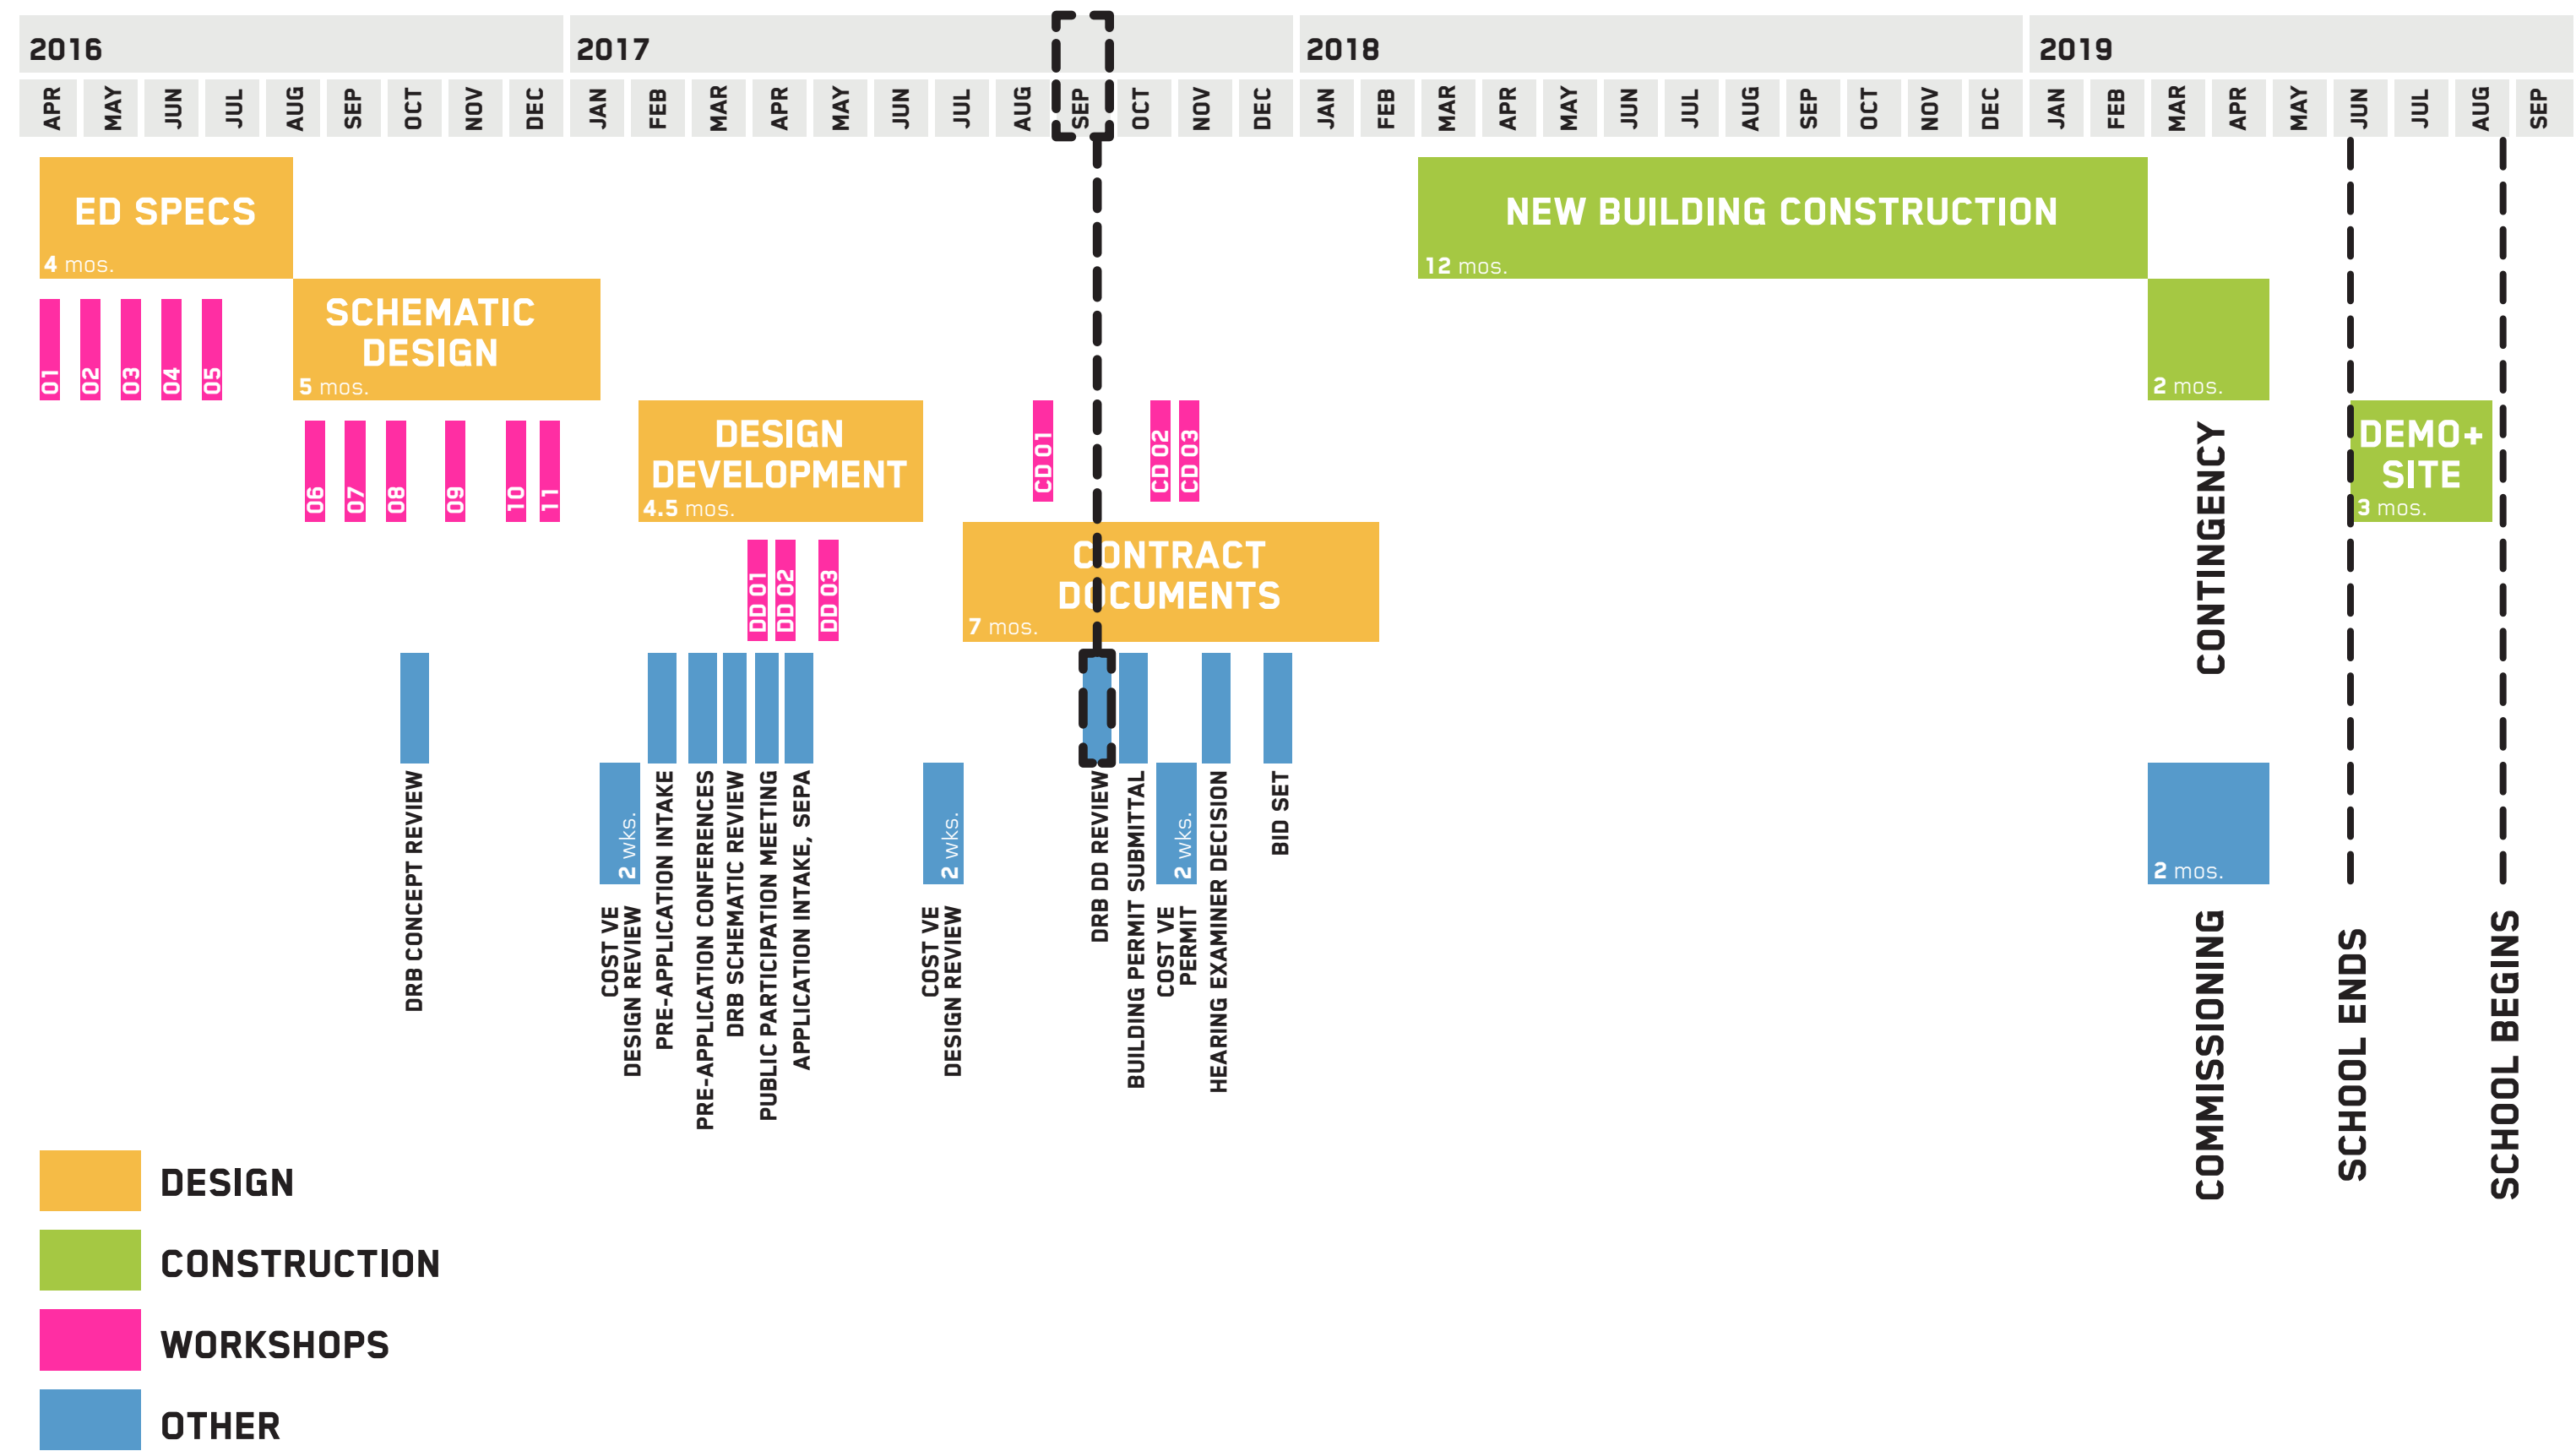 2016
2017
2018
2019
APR MAY JUN JUL AUG SEP OCT NOV DEC JAN FEB MAR APR MAY JUN JUL AUG SEP OCT NOV DEC JAN FEB MAR APR MAY JUN JUL AUG SEP OCT NOV DEC JAN FEB MAR APR MAY JUN JUL AUG SEP
ED SPECS
4 mos.
NEW BUILDING CONSTRUCTION
12 mos.
01
02
03
04
05
SCHEMATIC
DESIGN
5 mos.
2 mos.
CONTINGENCY
06
07
08
09
10
11
DESIGN
DEVELOPMENT
4.5 mos.
CD 01
CD 02
CD 03
DEMO+
SITE
3 mos.
DD 01
DD 02
DD 03
CONTRACT
DOCUMENTS
7 mos.
DRB CONCEPT REVIEW
2 wks.
COST VE
DESIGN REVIEW
PRE-APPLICATION INTAKE
PRE-APPLICATION CONFERENCES
DRB SCHEMATIC REVIEW
PUBLIC PARTICIPATION MEETING
APPLICATION INTAKE, SEPA
2 wks.
COST VE
DESIGN REVIEW
DRB DD REVIEW
BUILDING PERMIT SUBMITTAL
2 wks.
COST VE
PERMIT
HEARING EXAMINER DECISION
BID SET
2 mos.
COMMISSIONING
SCHOOL ENDS
SCHOOL BEGINS
DESIGN
CONSTRUCTION
WORKSHOPS
OTHER